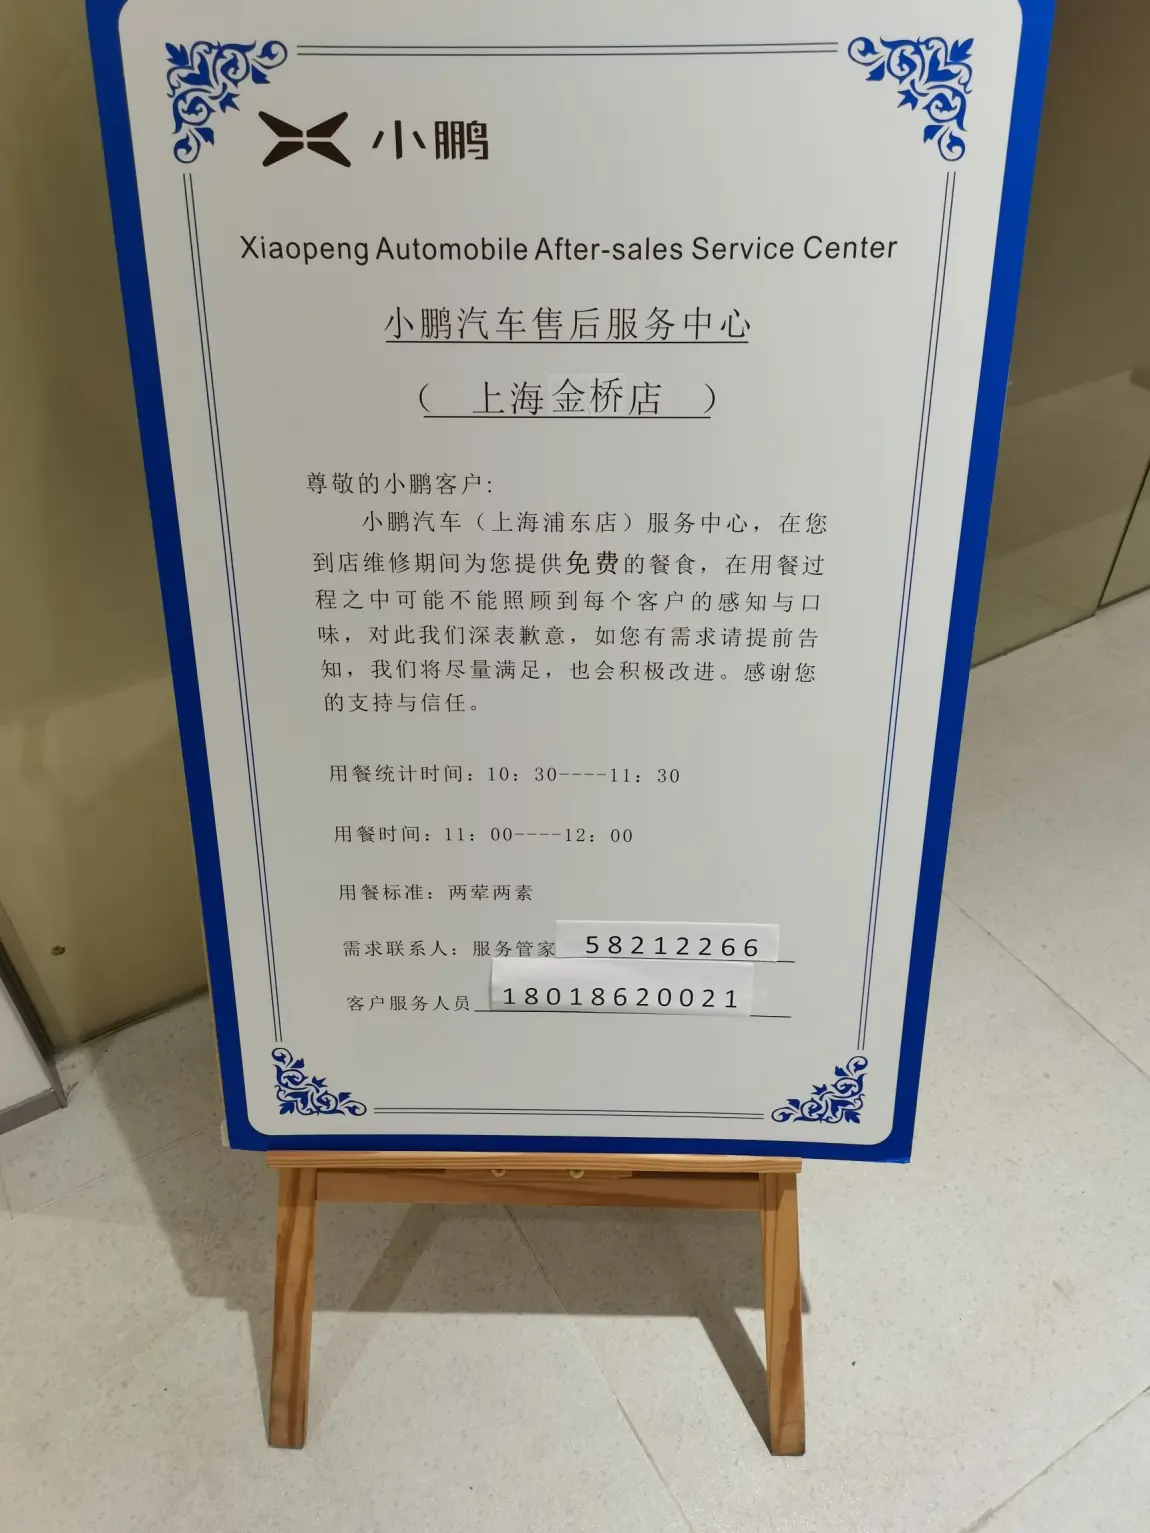 小鹏
Xiaopeng Automobile After-sales Service Center
小鹏汽车售后服务中心
（ 上海金桥店 ）
尊敬的小鹏客户：
小鹏汽车（上海浦东店）服务中心，在您
到店维修期间为您提供免费的餐食，在用餐过
程之中可能不能照顾到每个客户的感知与口
味，对此我们深表歉意，如您有需求请提前告
知，我们将尽量满足，也会积极改进。感谢您
的支持与信任。
用餐统计时间：10：30----11：30
用餐时间：11：00----12：00
用餐标准：两荤两素
需求联系人：服务管家 58212266
客户服务人员 18018620021